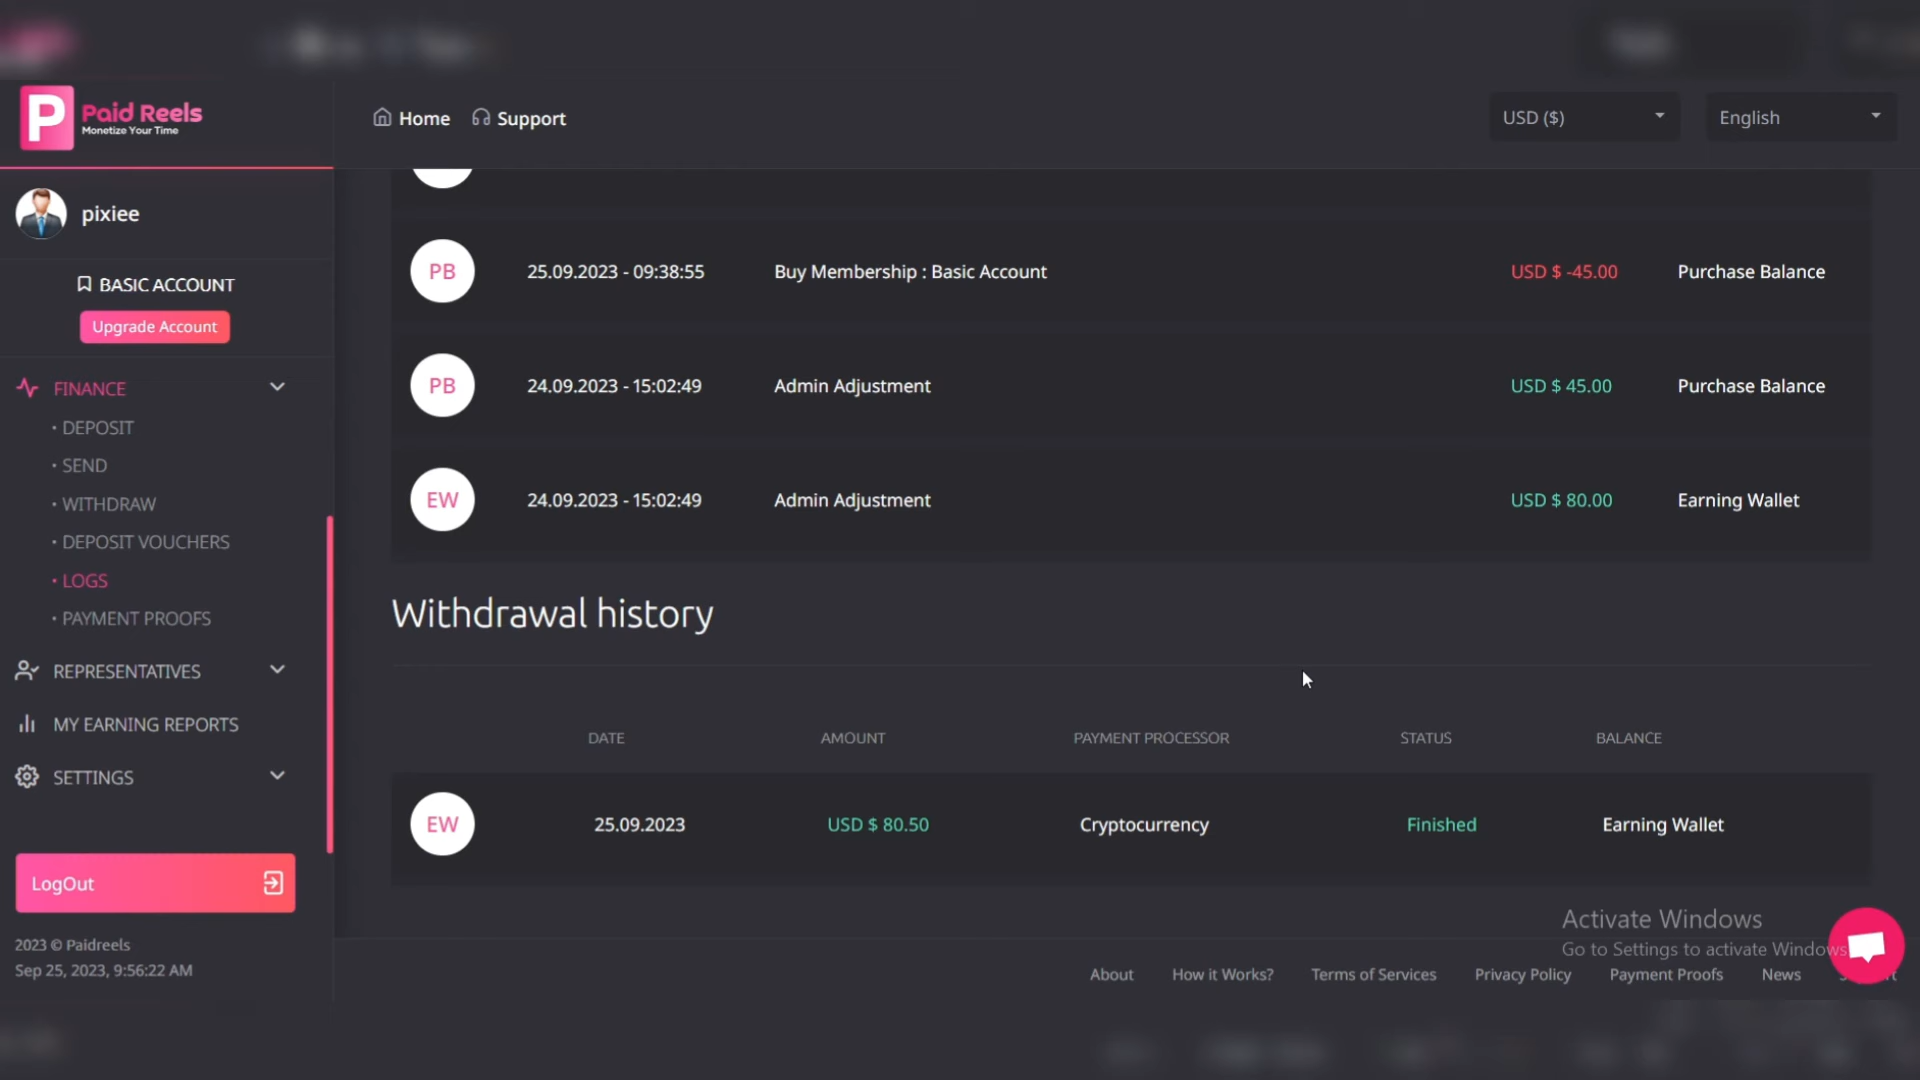 Paid Reels
Monetize Your Time
Home
Support
USD ($)
English
pixiee
BASIC ACCOUNT
Upgrade Account
FINANCE
• DEPOSIT
• SEND
• WITHDRAW
• DEPOSIT VOUCHERS
• LOGS
• PAYMENT PROOFS
REPRESENTATIVES
MY EARNING REPORTS
SETTINGS
LogOut
2023 © Paidreels
Sep 25, 2023, 9:56:22 AM
PB 25.09.2023 - 09:38:55 Buy Membership : Basic Account USD $ -45.00 Purchase Balance
PB 24.09.2023 - 15:02:49 Admin Adjustment USD $ 45.00 Purchase Balance
EW 24.09.2023 - 15:02:49 Admin Adjustment USD $ 80.00 Earning Wallet
Withdrawal history
DATE AMOUNT PAYMENT PROCESSOR STATUS BALANCE
EW 25.09.2023 USD $ 80.50 Cryptocurrency Finished Earning Wallet
Activate Windows
Go to Settings to activate Windows
About How it Works? Terms of Services Privacy Policy Payment Proofs News